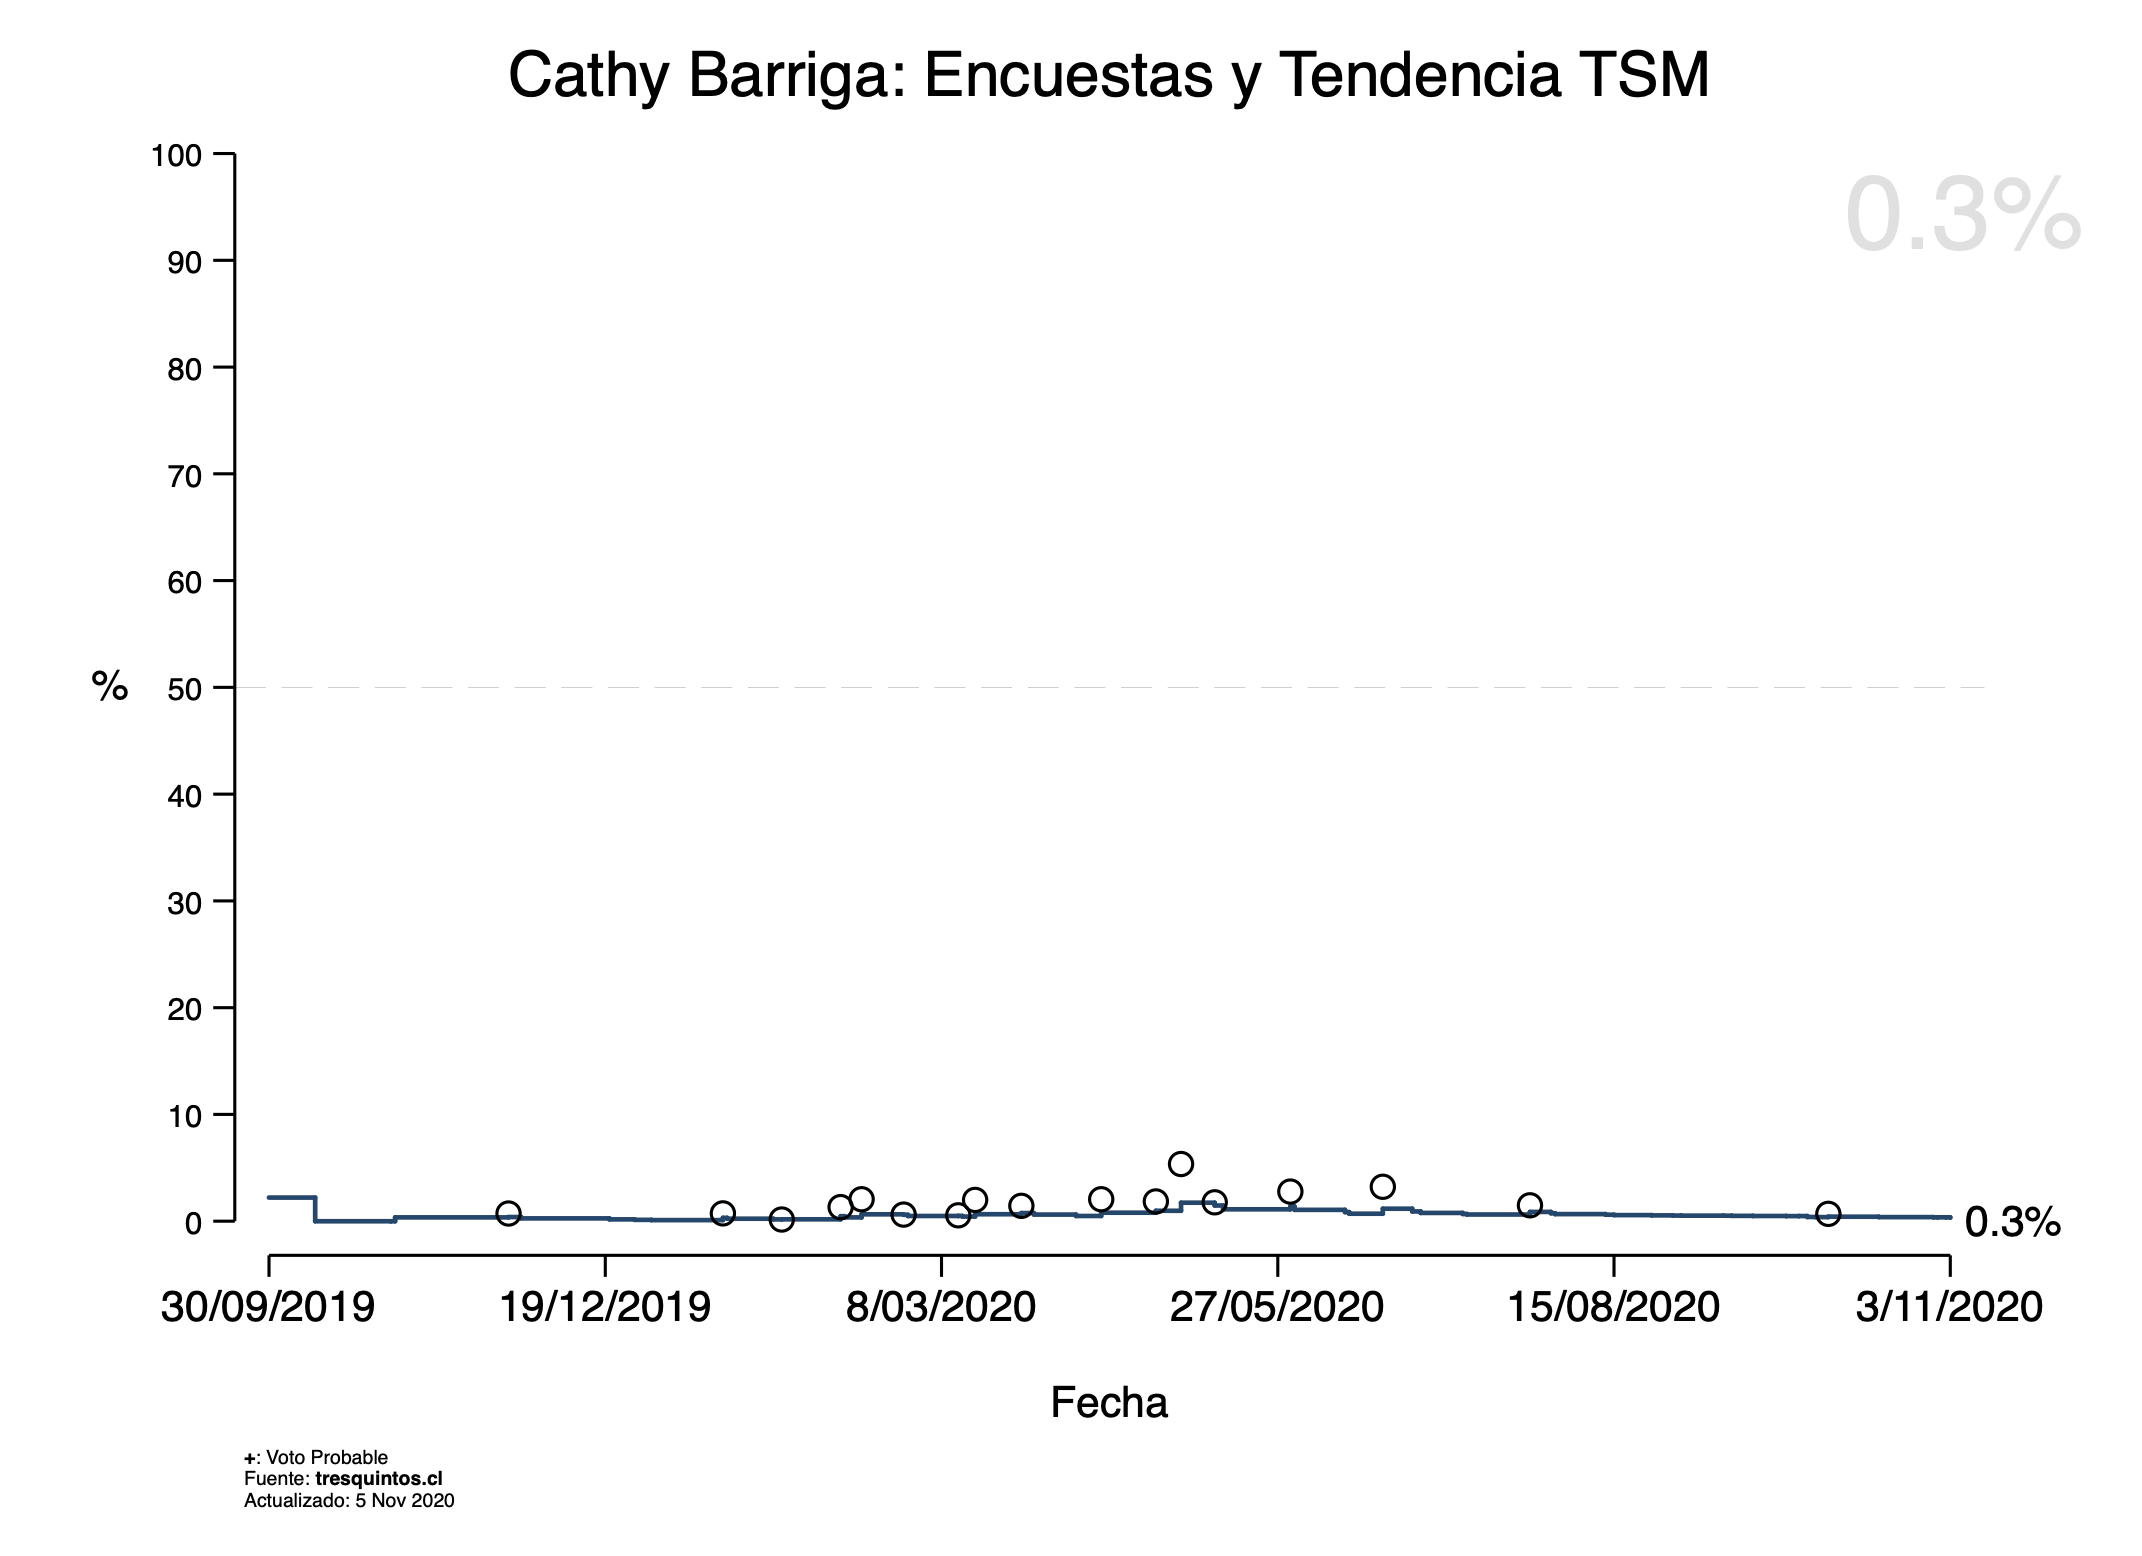 Cathy Barriga: Encuestas y Tendencia TSM
0.3%
100
90
80
70
60
50
40
30
20
10
0
%
0.3%
30/09/2019 19/12/2019 8/03/2020 27/05/2020 15/08/2020 3/11/2020
Fecha
+: Voto Probable
Fuente: tresquintos.cl
Actualizado: 5 Nov 2020